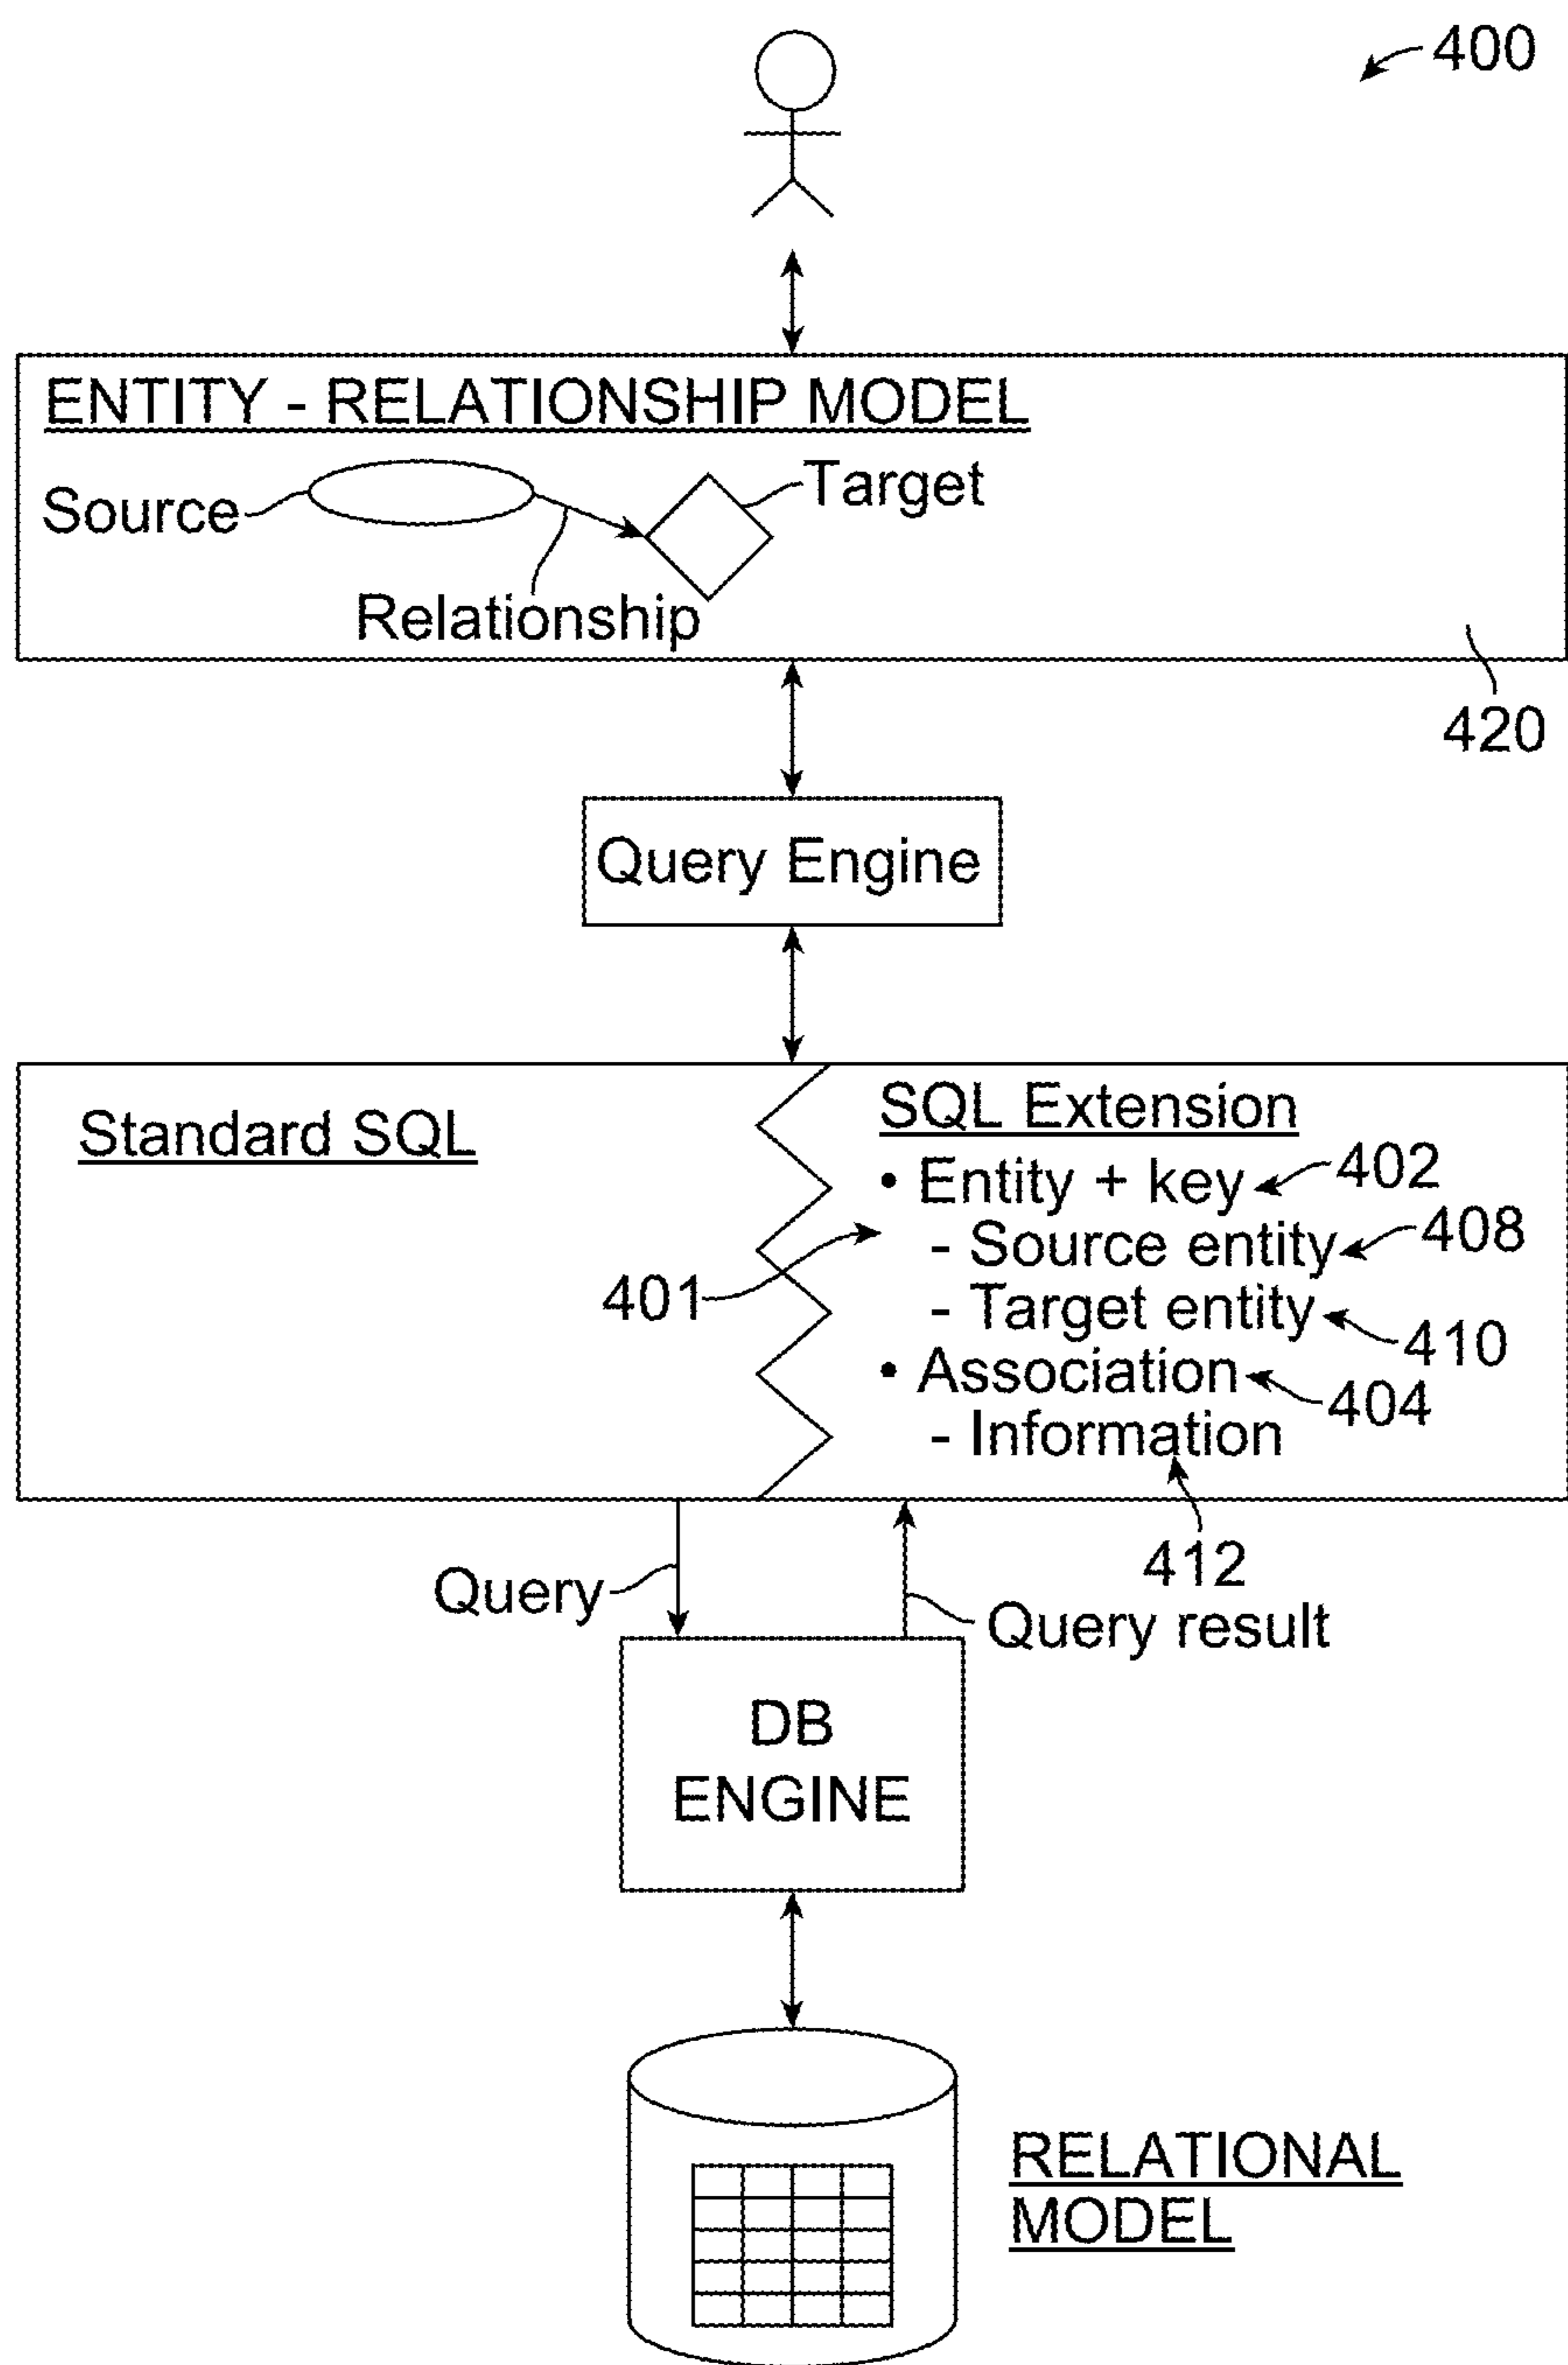 400
ENTITY - RELATIONSHIP MODEL
Source
Target
Relationship
420
Query Engine
Standard SQL
SQL Extension
• Entity + key
402
- Source entity
408
401
- Target entity
410
• Association
404
- Information
412
Query
Query result
DB
ENGINE
RELATIONAL
MODEL